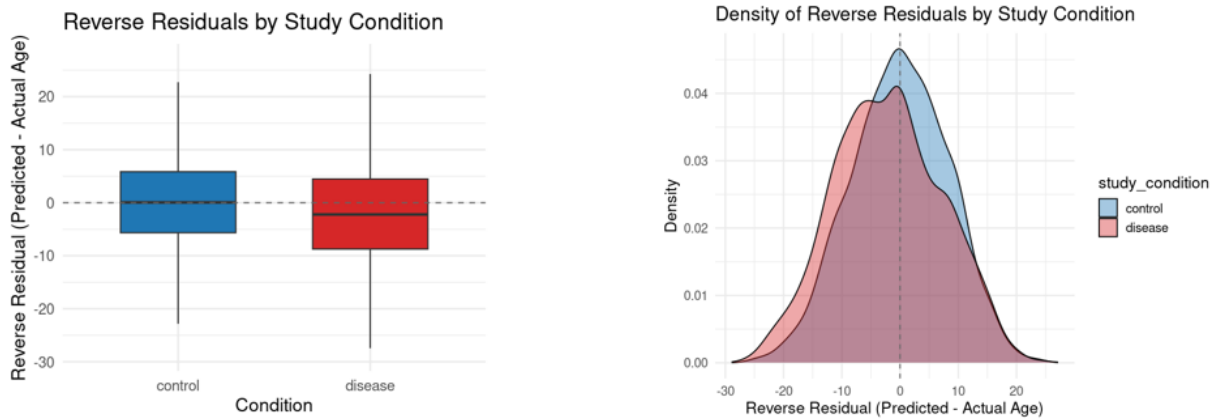 Reverse Residuals by Study Condition
Reverse Residual (Predicted - Actual Age)
20
10
0
-10
-20
-30
control
disease
Condition
Density of Reverse Residuals by Study Condition
Density
0.04
0.03
0.02
0.01
0.00
-30
-20
-10
0
10
20
Reverse Residual (Predicted - Actual Age)
study_condition
control
disease